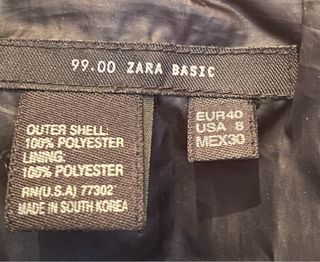 99.00 ZARA BASIC
OUTER SHELL:
100% POLYESTER
LINING:
100% POLYESTER
RN(U.S.A) 77302
MADE IN SOUTH KOREA
EUR40
USA 8
MEX30